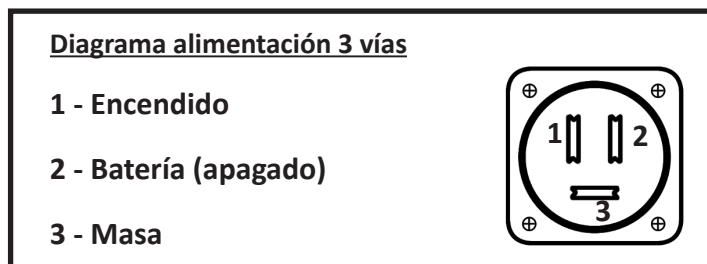 Diagrama alimentación 3 vías
1 - Encendido
2 - Batería (apagado)
3 - Masa
1 2
3